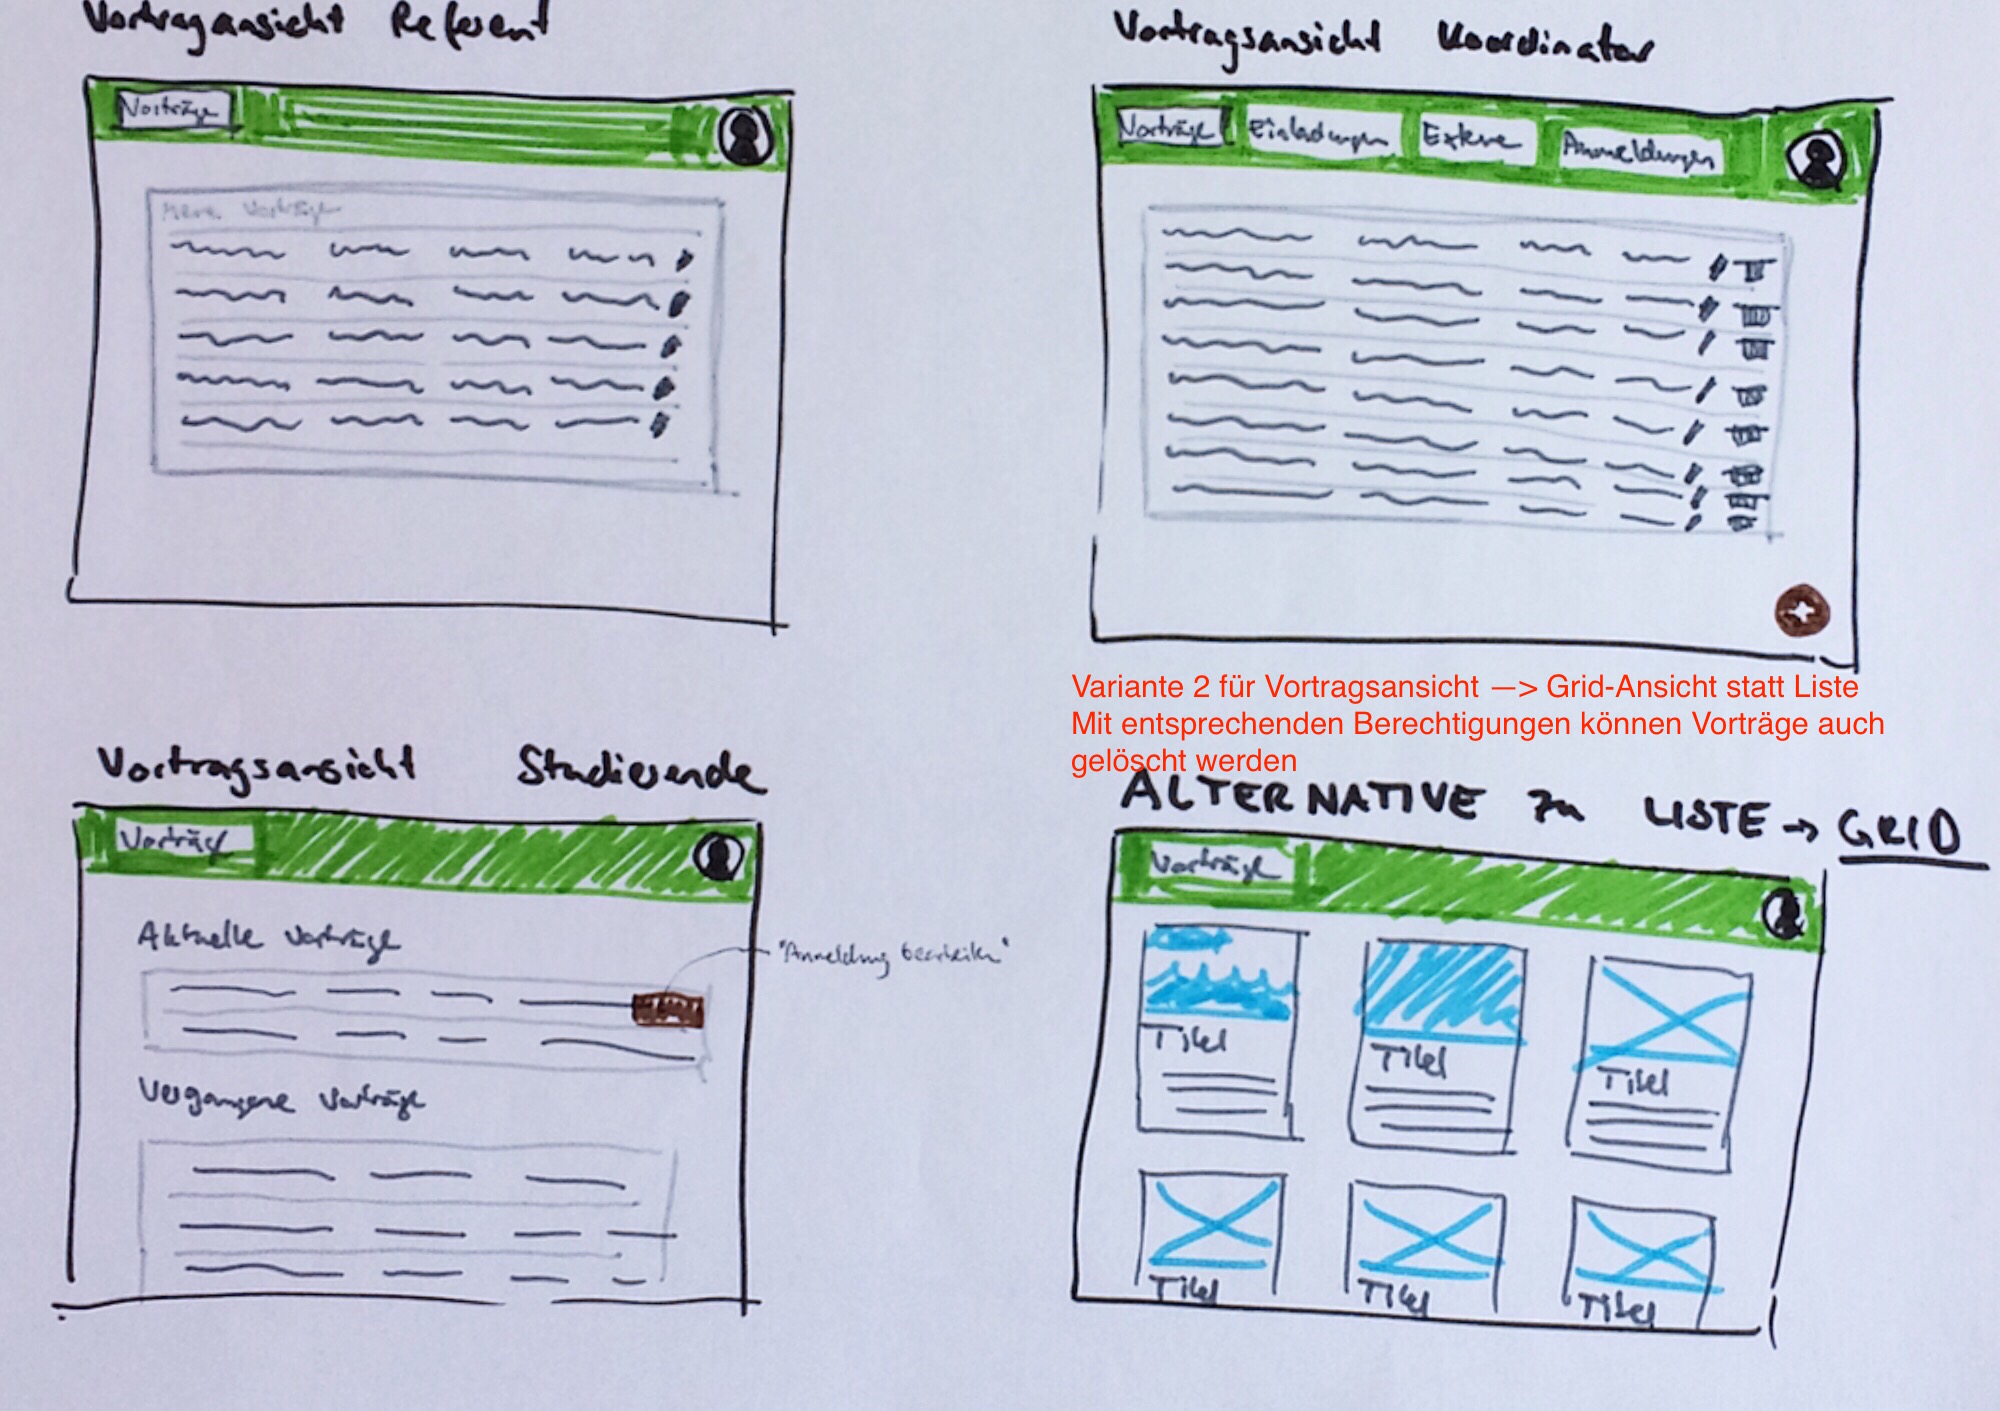 Vortragansicht Referent
Vorträge
Meine Vorträge
Vortragsansicht Koordinator
Vorträge
Einladungen
Externe
Anmeldungen
Variante 2 für Vortragsansicht —> Grid-Ansicht statt Liste
Mit entsprechenden Berechtigungen können Vorträge auch
gelöscht werden
Vortragsansicht Studierende
Vorträge
Aktuelle Vorträge
"Anmeldung bearbeiten"
Vergangene Vorträge
ALTERNATIVE zu LISTE → GRID
Vorträge
Titel
Titel
Titel
Titel
Titel
Titel